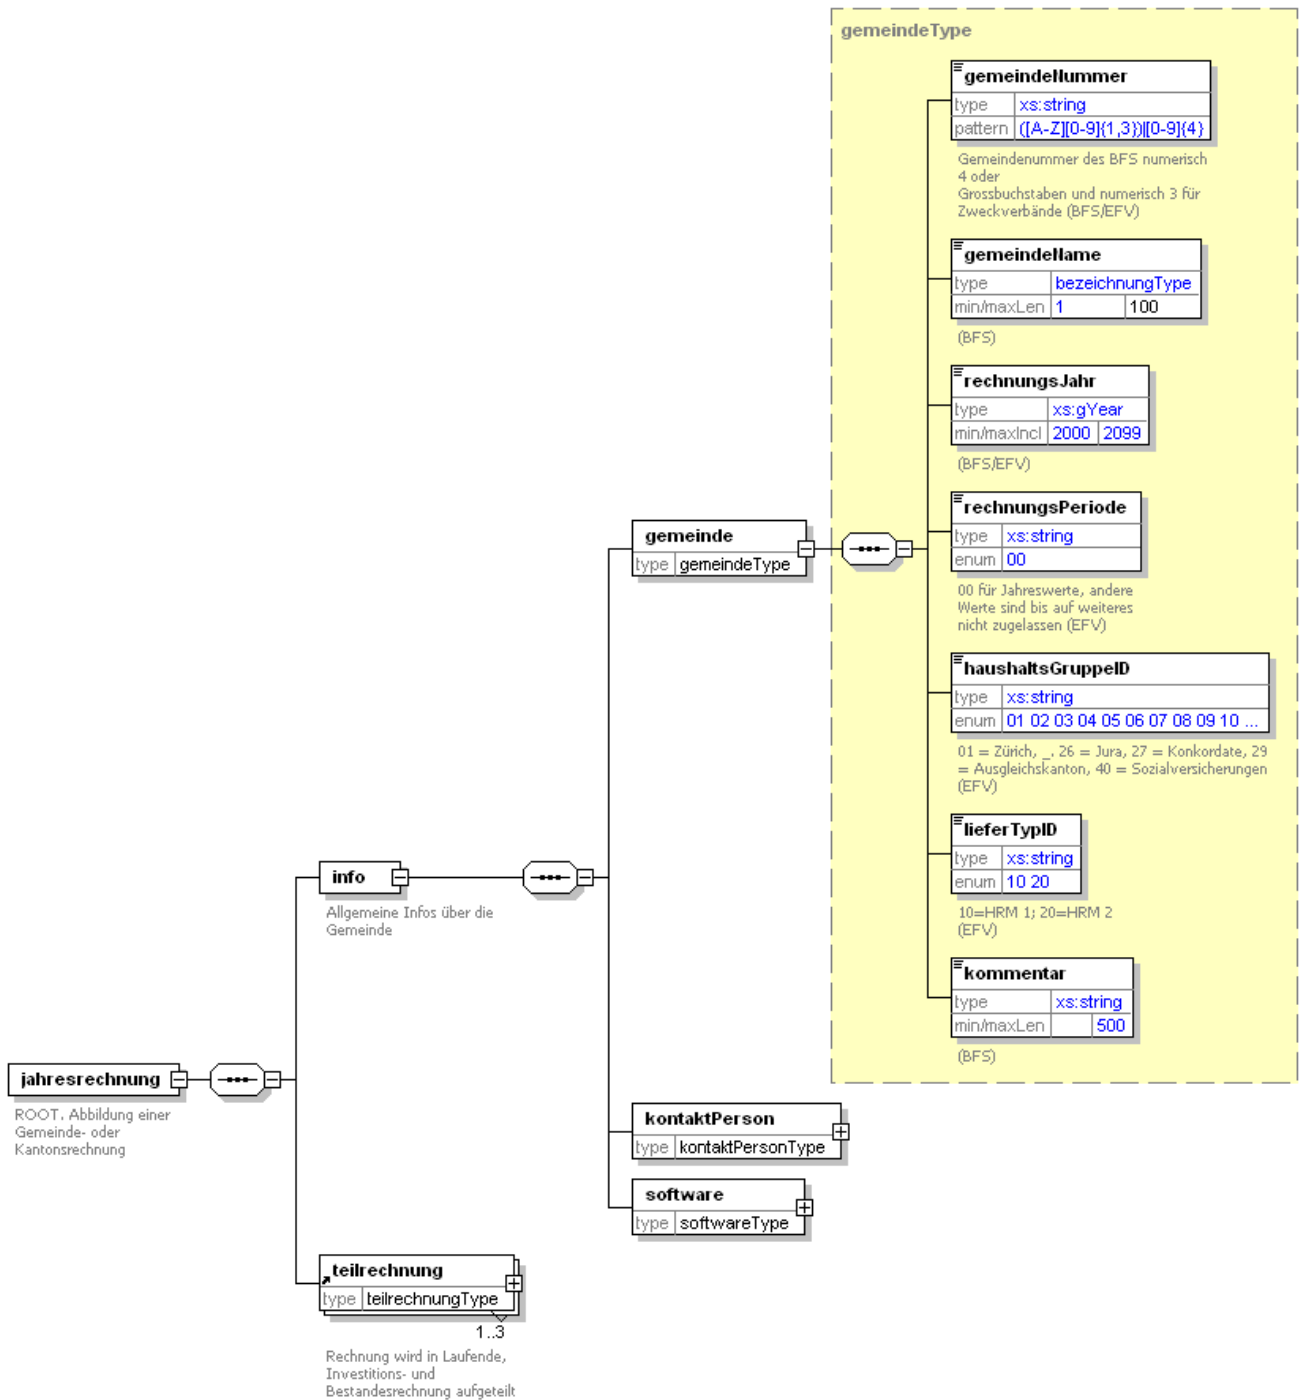 gemeindeType
gemeindeNummer
type xs:string
pattern ([A-Z][0-9]{1,3})|[0-9]{4}
Gemeindenummer des BFS numerisch
4 oder
Grossbuchstaben und numerisch 3 für
Zweckverbände (BFS/EFV)
gemeindeName
type bezeichnungType
min/maxLen 1 100
(BFS)
rechnungsJahr
type xs:gYear
min/maxIncl 2000 2099
(BFS/EFV)
rechnungsPeriode
type xs:string
enum 00
00 für Jahreswerte, andere
Werte sind bis auf weiteres
nicht zugelassen (EFV)
gemeinde
type gemeindeType
haushaltsGruppeID
type xs:string
enum 01 02 03 04 05 06 07 08 09 10 ...
01 = Zürich, _. 26 = Jura, 27 = Konkordate, 29
= Ausgleichskanton, 40 = Sozialversicherungen
(EFV)
lieferTypID
type xs:string
enum 10 20
10=HRM 1; 20=HRM 2
(EFV)
info
Allgemeine Infos über die
Gemeinde
kommentar
type xs:string
min/maxLen 500
(BFS)
jahresrechnung
ROOT. Abbildung einer
Gemeinde- oder
Kantonsrechnung
kontaktPerson
type kontaktPersonType
software
type softwareType
teilrechnung
type teilrechnungType
1..3
Rechnung wird in Laufende,
Investitions- und
Bestandesrechnung aufgeteilt